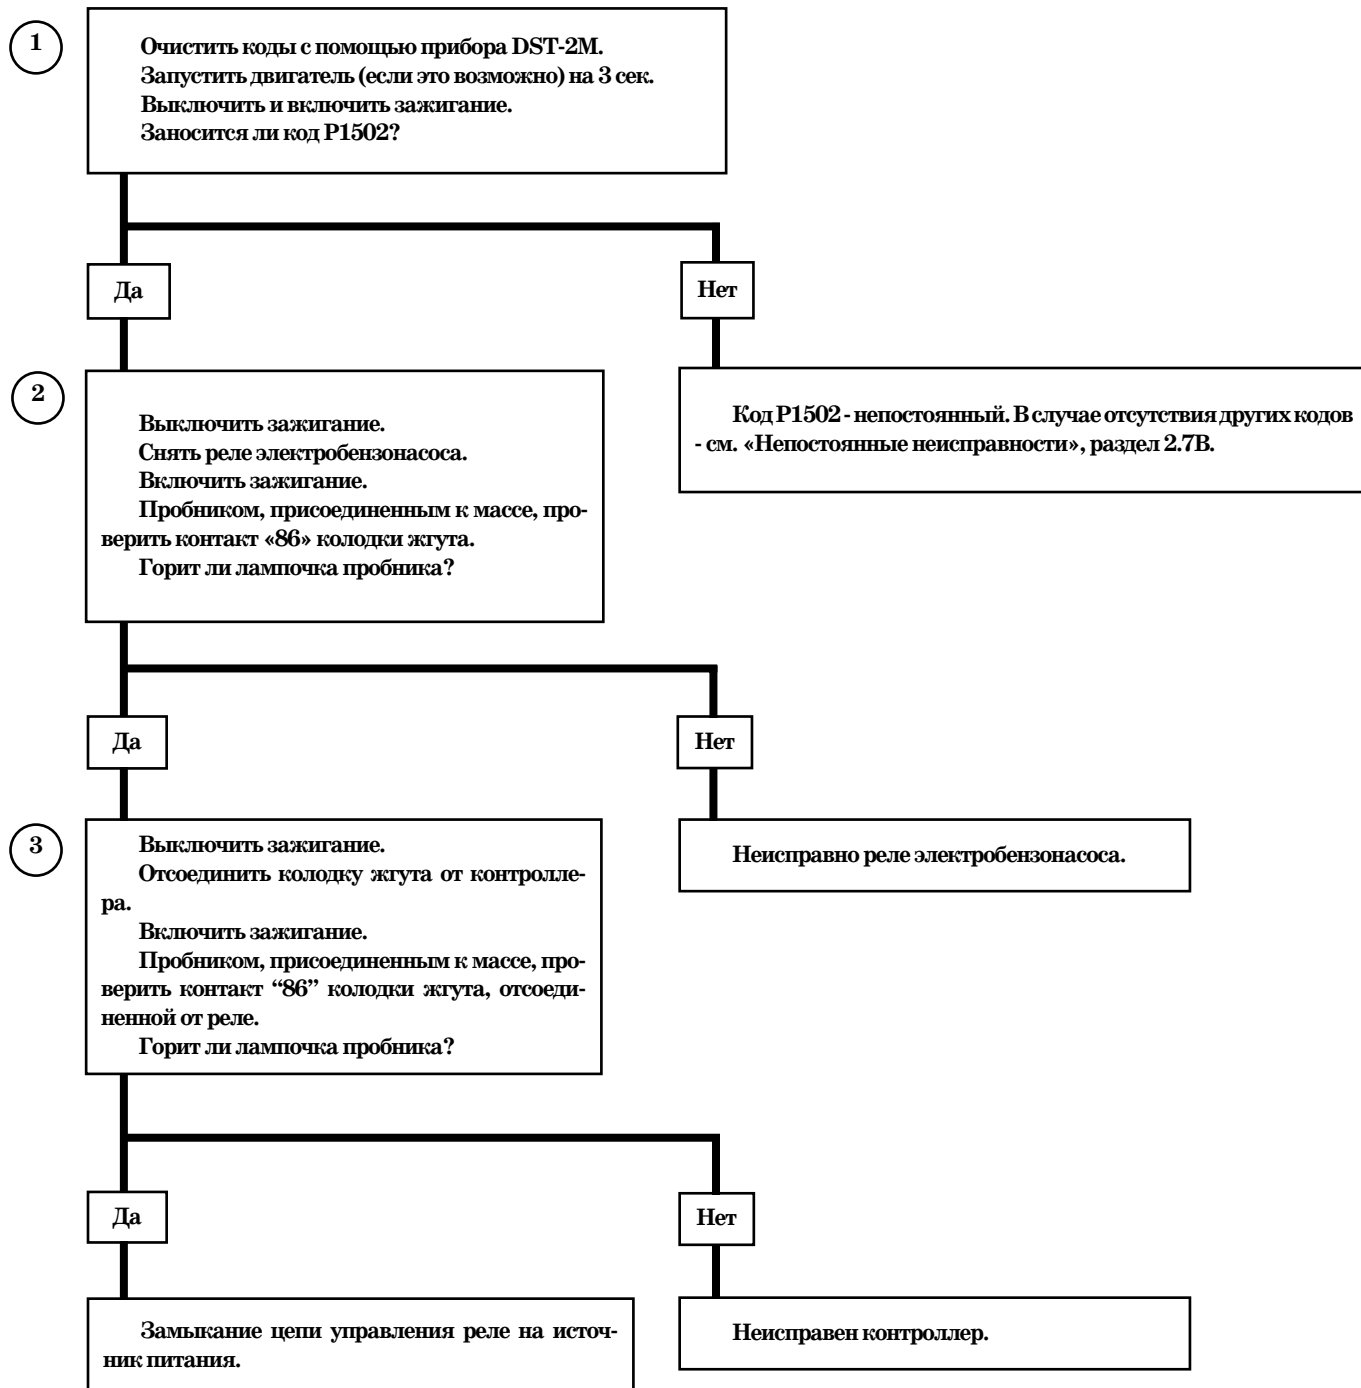 1
Очистить коды с помощью прибора DST-2M.
Запустить двигатель (если это возможно) на 3 сек.
Выключить и включить зажигание.
Заносится ли код P1502?
Да
Нет
2
Выключить зажигание.
Снять реле электробензонасоса.
Включить зажигание.
Пробником, присоединенным к массе, про-
верить контакт «86» колодки жгута.
Горит ли лампочка пробника?
Код P1502 - непостоянный. В случае отсутствия других кодов
- см. «Непостоянные неисправности», раздел 2.7В.
Да
Нет
3
Выключить зажигание.
Отсоединить колодку жгута от контролле-
ра.
Включить зажигание.
Пробником, присоединенным к массе, про-
верить контакт “86” колодки жгута, отсоеди-
ненной от реле.
Горит ли лампочка пробника?
Неисправно реле электробензонасоса.
Да
Нет
Замыкание цепи управления реле на источ-
ник питания.
Неисправен контроллер.